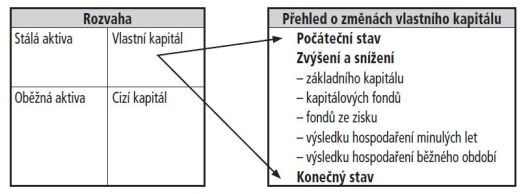 Rozvaha
Stálá aktiva
Vlastní kapitál
Oběžná aktiva
Cizí kapitál
Přehled o změnách vlastního kapitálu
Počáteční stav
Zvýšení a snížení
– základního kapitálu
– kapitálových fondů
– fondů ze zisku
– výsledku hospodaření minulých let
– výsledku hospodaření běžného období
Konečný stav